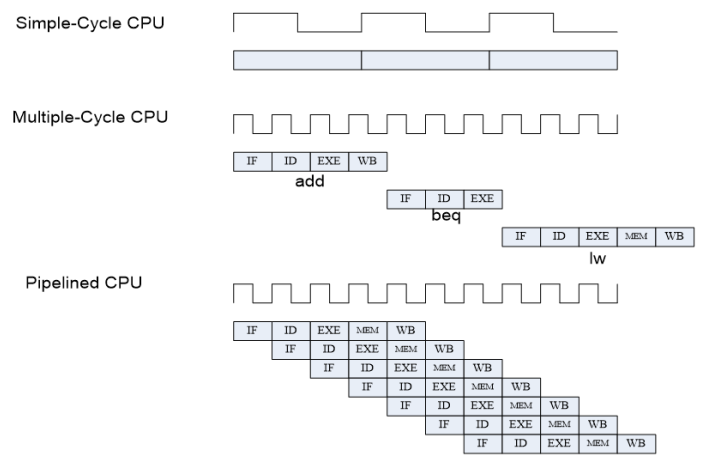 Simple-Cycle CPU
Multiple-Cycle CPU
IF ID EXE WB
add
IF ID EXE
beq
IF ID EXE MEM WB
lw
Pipelined CPU
IF ID EXE MEM WB
IF ID EXE MEM WB
IF ID EXE MEM WB
IF ID EXE MEM WB
IF ID EXE MEM WB
IF ID EXE MEM WB
IF ID EXE MEM WB